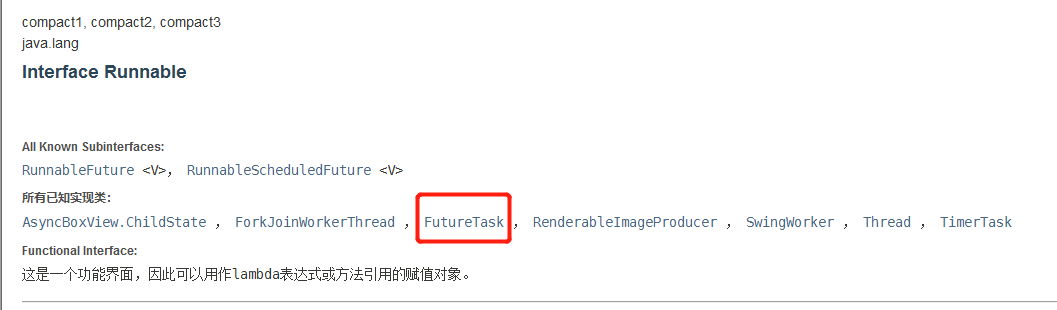 compact1, compact2, compact3
java.lang
Interface Runnable
All Known Subinterfaces:
RunnableFuture <V>, RunnableScheduledFuture <V>
所有已知实现类:
AsyncBoxView.ChildState , ForkJoinWorkerThread , FutureTask , RenderableImageProducer , SwingWorker , Thread , TimerTask
Functional Interface:
这是一个功能界面，因此可以用作lambda表达式或方法引用的赋值对象。